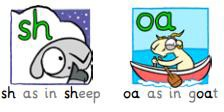 sh
oa
sh as in sheep
oa as in goat